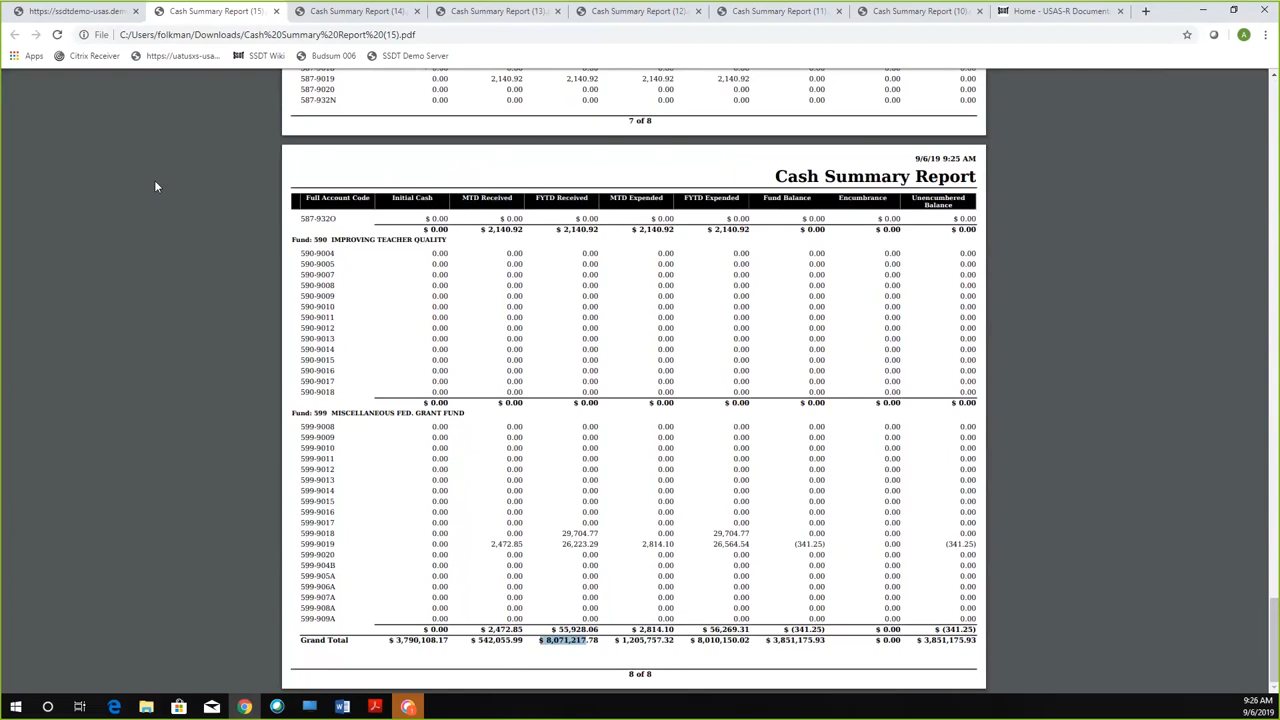 https://ssdtdemo-usas.dem
Cash Summary Report (15).
Cash Summary Report (14).
Cash Summary Report (13).
Cash Summary Report (12).
Cash Summary Report (11).
Cash Summary Report (10).
Home - USAS-R Document
File C:/Users/folkman/Downloads/Cash%20Summary%20Report%20(15).pdf
Apps Citrix Receiver https://uatusxs-usa... SSDT Wiki Budsum 006 SSDT Demo Server
587-9019 0.00 2,140.92 2,140.92 2,140.92 2,140.92 0.00 0.00 0.00
587-9020 0.00 0.00 0.00 0.00 0.00 0.00 0.00 0.00
587-932N 0.00 0.00 0.00 0.00 0.00 0.00 0.00 0.00
7 of 8
9/6/19 9:25 AM
Cash Summary Report
Full Account Code Initial Cash MTD Received FYTD Received MTD Expended FYTD Expended Fund Balance Encumbrance Unencumbered Balance
587-932O $ 0.00 $ 0.00 $ 0.00 $ 0.00 $ 0.00 $ 0.00 $ 0.00 $ 0.00
$ 0.00 $ 2,140.92 $ 2,140.92 $ 2,140.92 $ 2,140.92 $ 0.00 $ 0.00 $ 0.00
Fund: 590 IMPROVING TEACHER QUALITY
590-9004 0.00 0.00 0.00 0.00 0.00 0.00 0.00 0.00
590-9005 0.00 0.00 0.00 0.00 0.00 0.00 0.00 0.00
590-9007 0.00 0.00 0.00 0.00 0.00 0.00 0.00 0.00
590-9008 0.00 0.00 0.00 0.00 0.00 0.00 0.00 0.00
590-9009 0.00 0.00 0.00 0.00 0.00 0.00 0.00 0.00
590-9010 0.00 0.00 0.00 0.00 0.00 0.00 0.00 0.00
590-9011 0.00 0.00 0.00 0.00 0.00 0.00 0.00 0.00
590-9012 0.00 0.00 0.00 0.00 0.00 0.00 0.00 0.00
590-9013 0.00 0.00 0.00 0.00 0.00 0.00 0.00 0.00
590-9014 0.00 0.00 0.00 0.00 0.00 0.00 0.00 0.00
590-9015 0.00 0.00 0.00 0.00 0.00 0.00 0.00 0.00
590-9016 0.00 0.00 0.00 0.00 0.00 0.00 0.00 0.00
590-9017 0.00 0.00 0.00 0.00 0.00 0.00 0.00 0.00
590-9018 0.00 0.00 0.00 0.00 0.00 0.00 0.00 0.00
$ 0.00 $ 0.00 $ 0.00 $ 0.00 $ 0.00 $ 0.00 $ 0.00 $ 0.00
Fund: 599 MISCELLANEOUS FED. GRANT FUND
599-9008 0.00 0.00 0.00 0.00 0.00 0.00 0.00 0.00
599-9009 0.00 0.00 0.00 0.00 0.00 0.00 0.00 0.00
599-9010 0.00 0.00 0.00 0.00 0.00 0.00 0.00 0.00
599-9011 0.00 0.00 0.00 0.00 0.00 0.00 0.00 0.00
599-9012 0.00 0.00 0.00 0.00 0.00 0.00 0.00 0.00
599-9013 0.00 0.00 0.00 0.00 0.00 0.00 0.00 0.00
599-9014 0.00 0.00 0.00 0.00 0.00 0.00 0.00 0.00
599-9015 0.00 0.00 0.00 0.00 0.00 0.00 0.00 0.00
599-9016 0.00 0.00 0.00 0.00 0.00 0.00 0.00 0.00
599-9017 0.00 0.00 0.00 0.00 0.00 0.00 0.00 0.00
599-9018 0.00 0.00 29,704.77 0.00 29,704.77 0.00 0.00 0.00
599-9019 0.00 2,472.85 26,223.29 2,814.10 26,564.54 (341.25) 0.00 (341.25)
599-9020 0.00 0.00 0.00 0.00 0.00 0.00 0.00 0.00
599-904B 0.00 0.00 0.00 0.00 0.00 0.00 0.00 0.00
599-905A 0.00 0.00 0.00 0.00 0.00 0.00 0.00 0.00
599-906A 0.00 0.00 0.00 0.00 0.00 0.00 0.00 0.00
599-907A 0.00 0.00 0.00 0.00 0.00 0.00 0.00 0.00
599-908A 0.00 0.00 0.00 0.00 0.00 0.00 0.00 0.00
599-909A 0.00 0.00 0.00 0.00 0.00 0.00 0.00 0.00
$ 0.00 $ 2,472.85 $ 55,928.06 $ 2,814.10 $ 56,269.31 $ (341.25) $ 0.00 $ (341.25)
Grand Total $ 3,790,108.17 $ 542,055.99 $ 8,071,217.78 $ 1,205,757.32 $ 8,010,150.02 $ 3,851,175.93 $ 0.00 $ 3,851,175.93
8 of 8
9:26 AM
9/6/2019